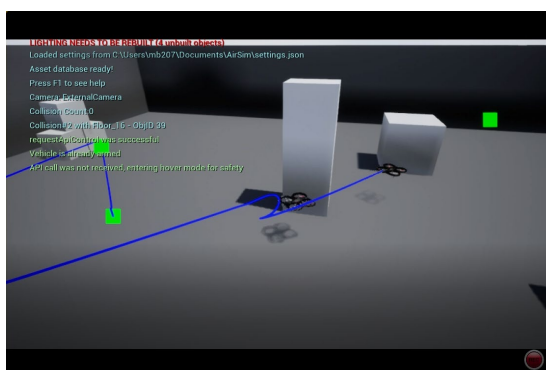 LIGHTING NEEDS TO BE REBUILT (4 unbuilt objects)
Loaded settings from C:\Users\mb207\Documents\AirSim\settings.json
Asset database ready!
Press F1 to see help
Camera: ExternalCamera
Collision Count:0
Collision#2 with Floor_16 - ObjID 39
requestApiControl was successful
Vehicle is already armed
API call was not received, entering hover mode for safety